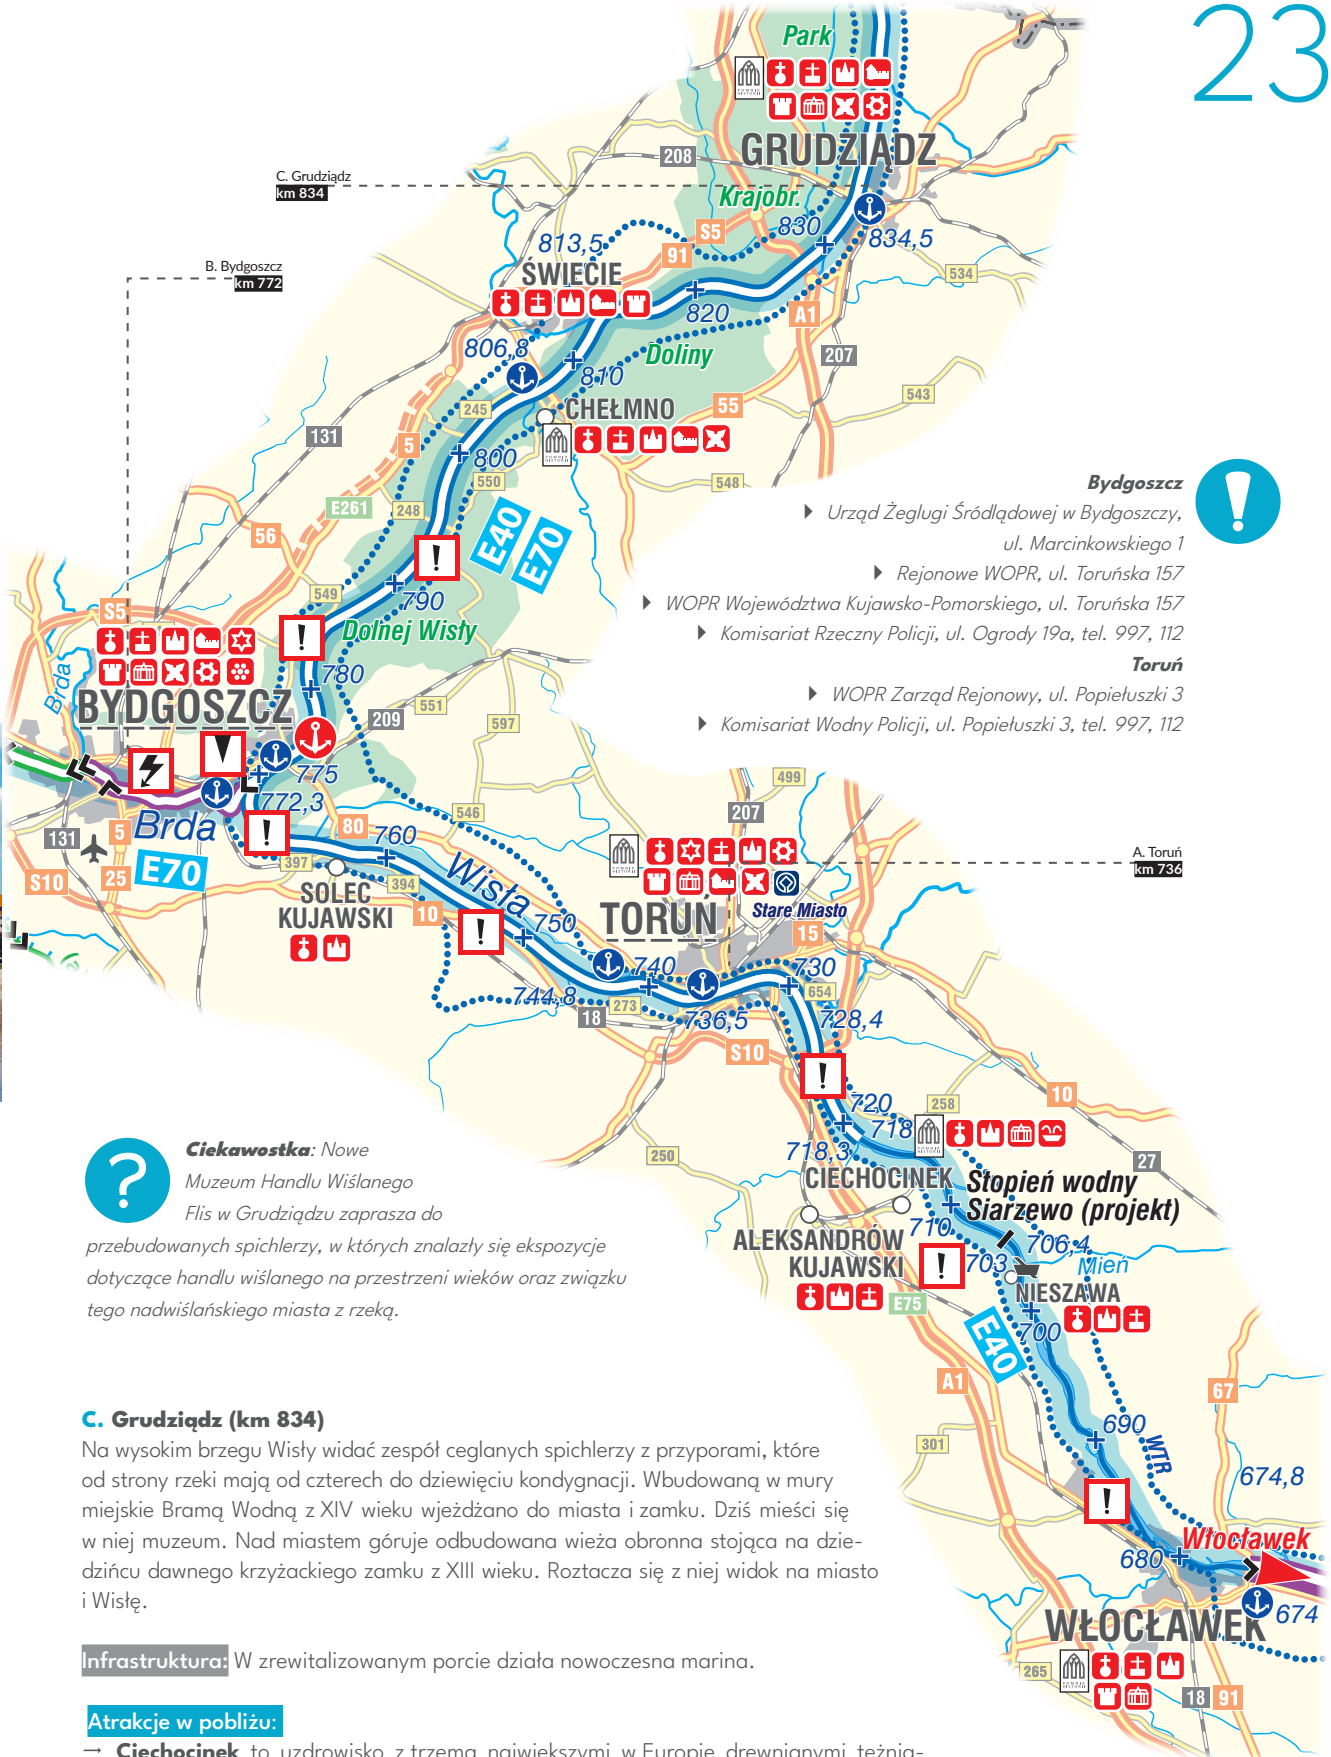 23
Park
GRUDZIĄDZ
208
C. Grudziądz
km 834
Krajobr.
830
834,5
S5
813,5
91
534
B. Bydgoszcz
km 772
ŚWIECIE
820
A1
806,8
Doliny
207
810
543
245
CHEŁMNO
55
131
5
800
550
548
E261
248
E40
E70
56
Bydgoszcz
Urząd Żeglugi Śródlądowej w Bydgoszczy,
ul. Marcinkowskiego 1
Rejonowe WOPR, ul. Toruńska 157
WOPR Województwa Kujawsko-Pomorskiego, ul. Toruńska 157
Komisariat Rzeczny Policji, ul. Ogrody 19a, tel. 997, 112
Toruń
WOPR Zarząd Rejonowy, ul. Popiełuszki 3
Komisariat Wodny Policji, ul. Popiełuszki 3, tel. 997, 112
549
790
S5
Dolnej Wisły
Brda
780
BYDGOSZCZ
209
551
597
775
499
772,3
546
207
131
5
Brda
80
760
397
A. Toruń
km 736
S10
25
E70
SOLEC
KUJAWSKI
394
10
Wisła
750
TORUŃ
Stare Miasto
15
740
730
744,8
273
654
18
736,5
728,4
S10
720
258
10
718
718,3
250
27
CIECHOCINEK
Stopień wodny
Siarzewo (projekt)
Ciekawostka: Nowe
Muzeum Handlu Wiślanego
Flis w Grudziądzu zaprasza do
przebudowanych spichlerzy, w których znalazły się ekspozycje
dotyczące handlu wiślanego na przestrzeni wieków oraz związku
tego nadwiślańskiego miasta z rzeką.
710
ALEKSANDRÓW
KUJAWSKI
706,4
703
Mień
NIESZAWA
E75
700
E40
A1
67
690
WTR
301
674,8
Włocławek
680
674
WŁOCŁAWEK
265
18
91
C. Grudziądz (km 834)
Na wysokim brzegu Wisły widać zespół ceglanych spichlerzy z przyporami, które
od strony rzeki mają od czterech do dziewięciu kondygnacji. Wbudowaną w mury
miejskie Bramą Wodną z XIV wieku wjeżdżano do miasta i zamku. Dziś mieści się
w niej muzeum. Nad miastem góruje odbudowana wieża obronna stojąca na dzie-
dzińcu dawnego krzyżackiego zamku z XIII wieku. Roztacza się z niej widok na miasto
i Wisłę.
Infrastruktura: W zrewitalizowanym porcie działa nowoczesna marina.
Atrakcje w pobliżu:
→ Ciechocinek to uzdrowisko z trzema największymi w Europie drewnianymi tężnia-